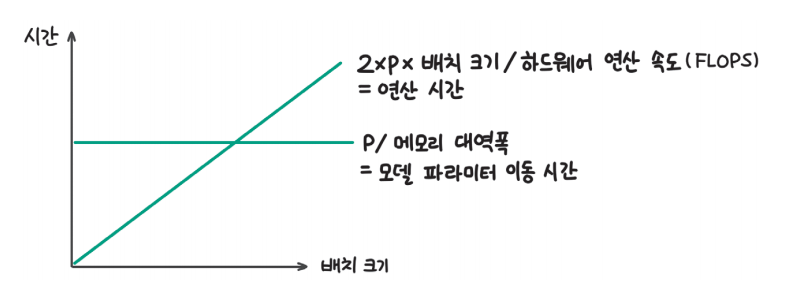 시간
2×P× 배치 크기 / 하드웨어 연산 속도(FLOPS)
= 연산 시간
P/ 메모리 대역폭
= 모델 파라미터 이동 시간
배치 크기